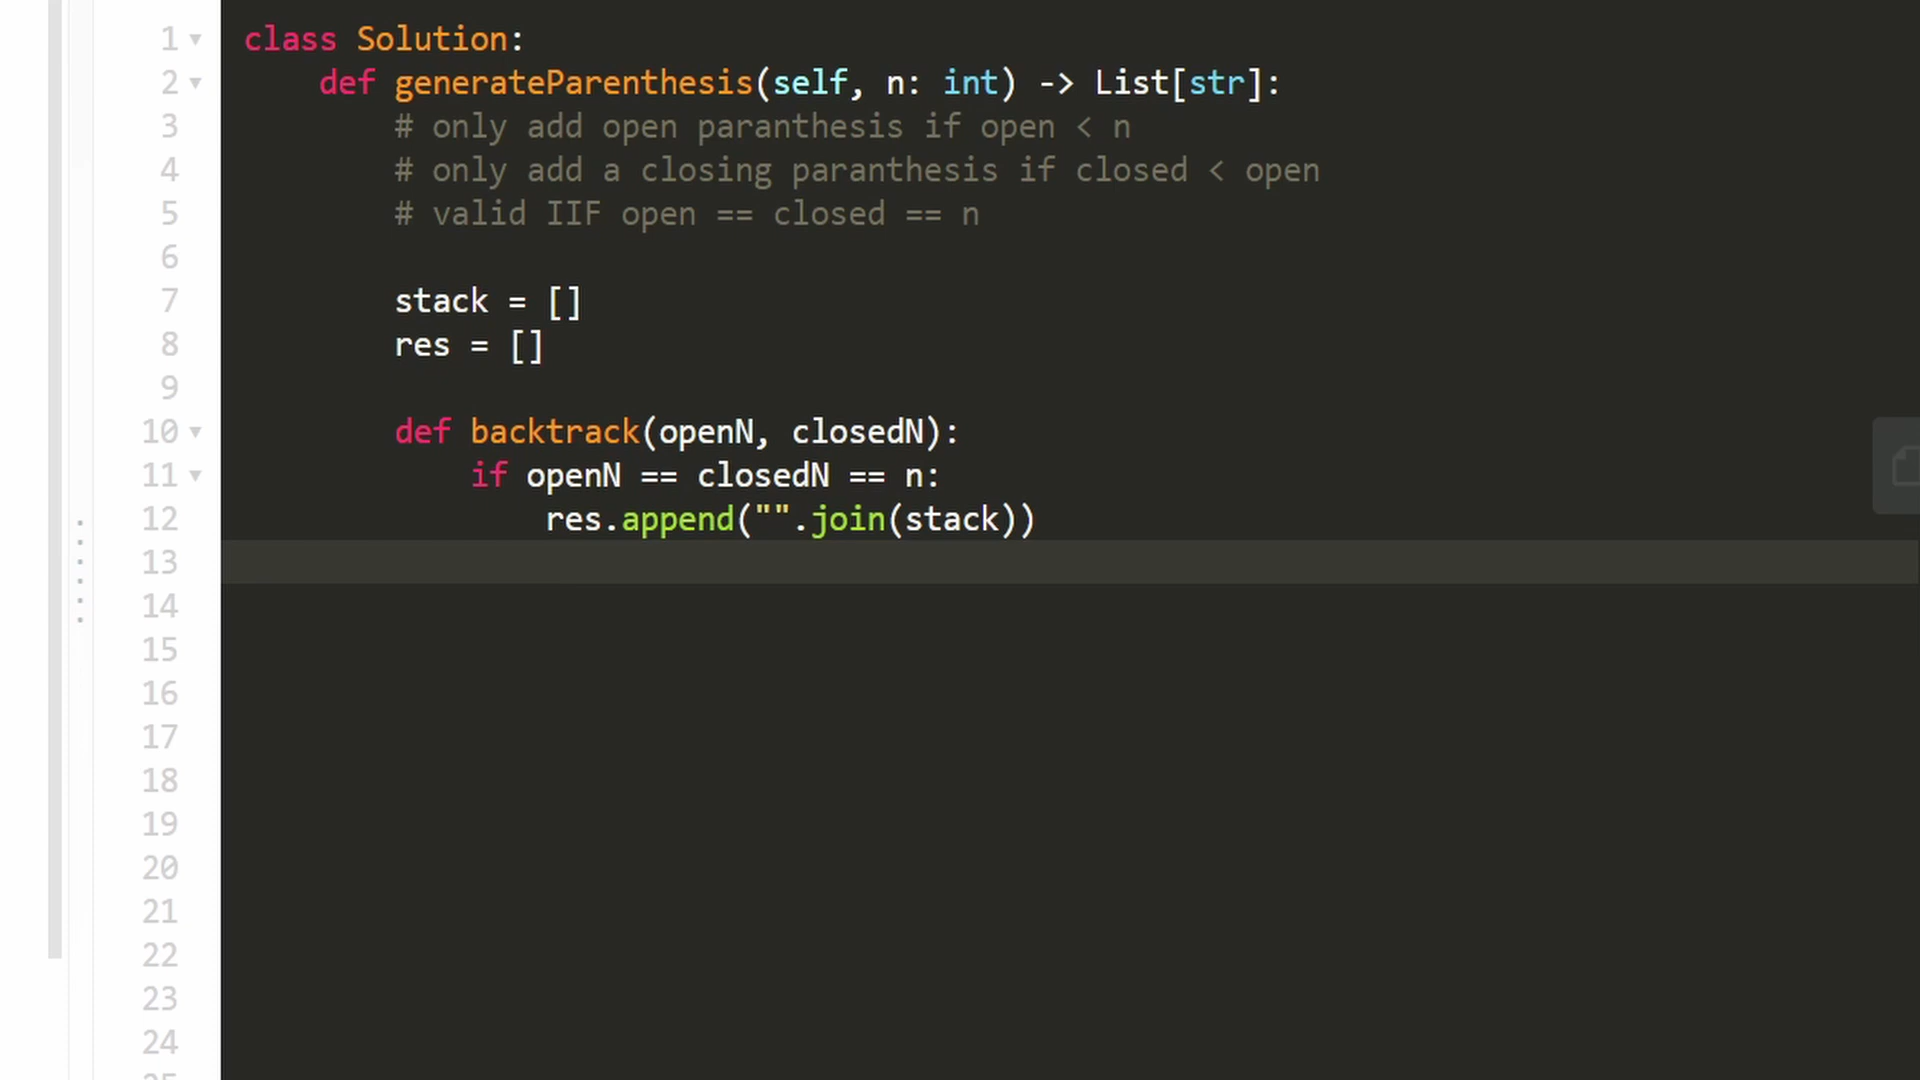 1 class Solution:
2 def generateParenthesis(self, n: int) -> List[str]:
3 # only add open paranthesis if open < n
4 # only add a closing paranthesis if closed < open
5 # valid IIF open == closed == n
6
7 stack = []
8 res = []
9
10 def backtrack(openN, closedN):
11 if openN == closedN == n:
12 res.append("".join(stack))
13
14
15
16
17
18
19
20
21
22
23
24
25